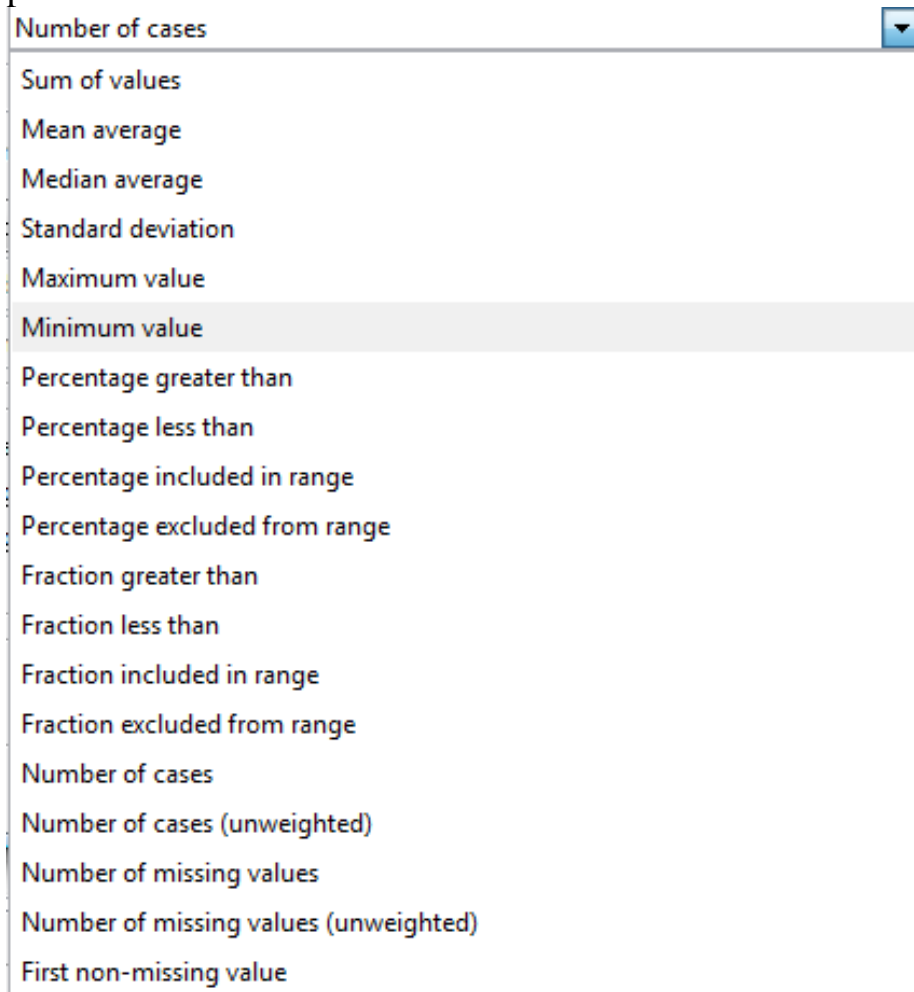 Number of cases
Sum of values
Mean average
Median average
Standard deviation
Maximum value
Minimum value
Percentage greater than
Percentage less than
Percentage included in range
Percentage excluded from range
Fraction greater than
Fraction less than
Fraction included in range
Fraction excluded from range
Number of cases
Number of cases (unweighted)
Number of missing values
Number of missing values (unweighted)
First non-missing value